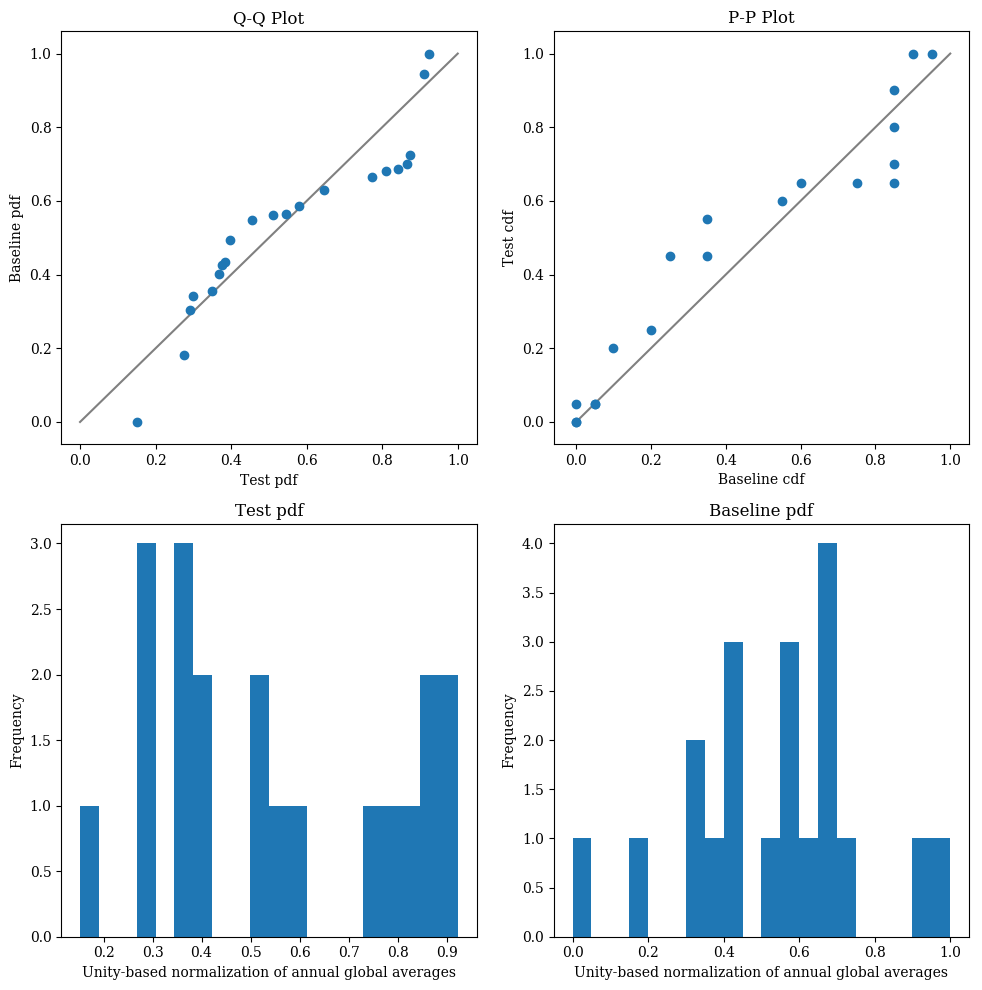 Q-Q Plot
1.0
0.8
0.6
0.4
0.2
0.0
Baseline pdf
0.0 0.2 0.4 0.6 0.8 1.0
Test pdf
P-P Plot
1.0
0.8
0.6
0.4
0.2
0.0
Test cdf
0.0 0.2 0.4 0.6 0.8 1.0
Baseline cdf
Test pdf
3.0
2.5
2.0
1.5
1.0
0.5
0.0
Frequency
0.2 0.3 0.4 0.5 0.6 0.7 0.8 0.9
Unity-based normalization of annual global averages
Baseline pdf
4.0
3.5
3.0
2.5
2.0
1.5
1.0
0.5
0.0
Frequency
0.0 0.2 0.4 0.6 0.8 1.0
Unity-based normalization of annual global averages